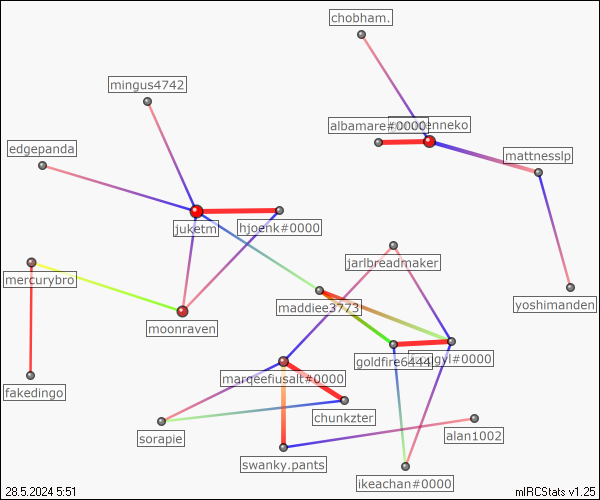 chobham.
mingus4742
albamare#0000
enneko
edgepanda
mattnesslp
juketm
hjoenk#0000
jarlbreadmaker
mercurybro
maddiee3773
yoshimanden
moonraven
goldfire6444
gyl#0000
marqeefiusalt#0000
fakedingo
chunkzter
sorapie
alan1002
swanky.pants
ikeachan#0000
28.5.2024 5:51
mIRCStats v1.25